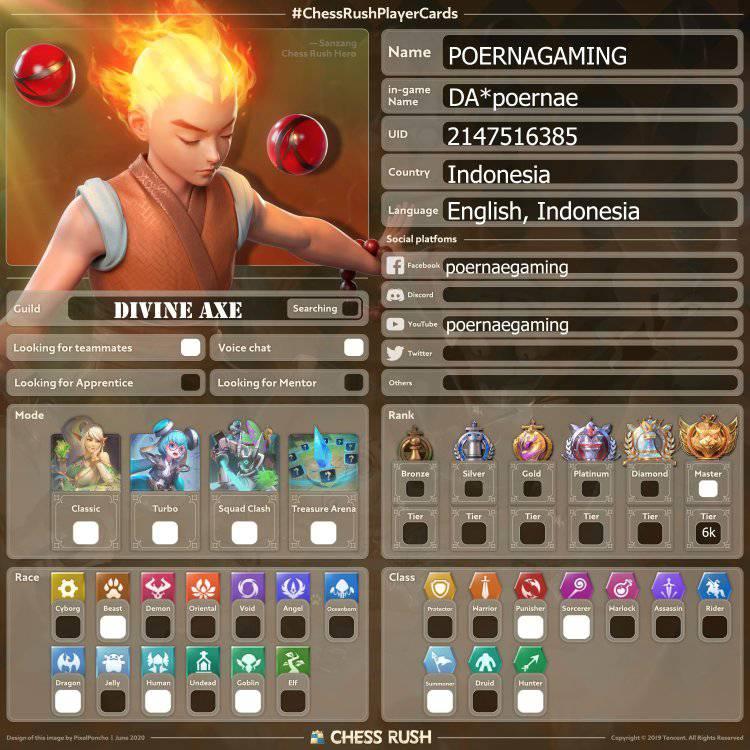 #ChessRushPlayerCards
— Sanzang
Chess Rush Hero
Name POERNAGAMING
in-game Name DA*poernae
UID 2147516385
Country Indonesia
Language English, Indonesia
Social platfoms
Facebook poernaegaming
Discord
YouTube poernaegaming
Twitter
Others
Guild DIVINE AXE Searching
Looking for teammates Voice chat
Looking for Apprentice Looking for Mentor
Mode
Classic Turbo Squad Clash Treasure Arena
Rank
Bronze Silver Gold Platinum Diamond Master
Tier Tier Tier Tier Tier Tier
6k
Race
Cyborg Beast Demon Oriental Void Angel Oceanborn
Dragon Jelly Human Undead Goblin Elf
Class
Protector Warrior Punisher Sorcerer Warlock Assassin Rider
Summoner Druid Hunter
Design of this image by PixelPoncho | June 2020
CHESS RUSH
Copyright © 2019 Tencent. All Rights Reserved